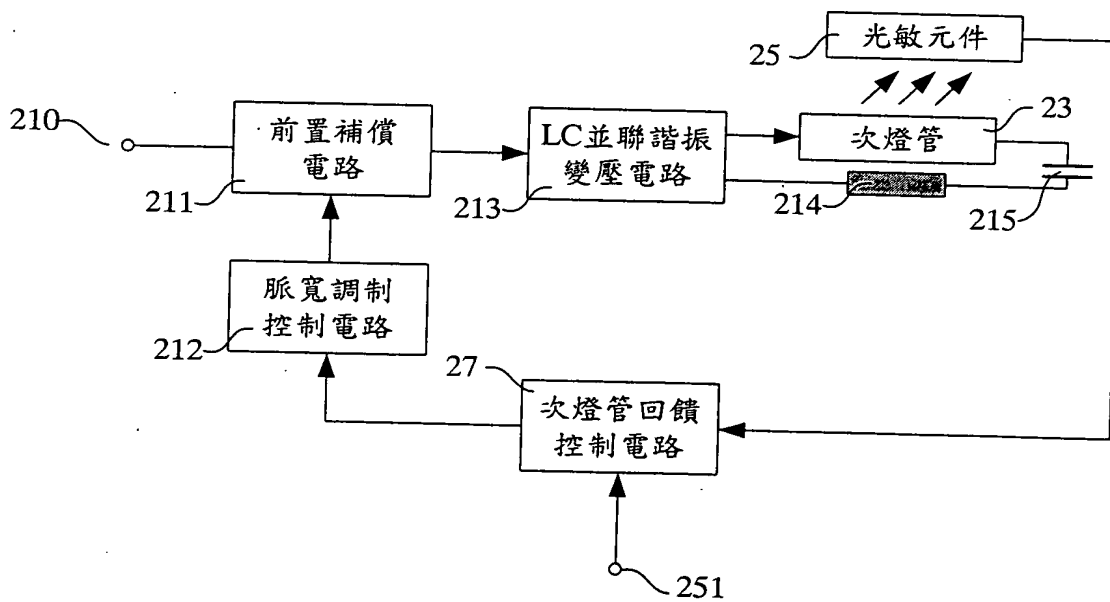 25
光敏元件
210
前置補償
電路
211
LC並聯諧振
變壓電路
213
23
次燈管
214
215
脈寬調制
控制電路
212
27
次燈管回饋
控制電路
251